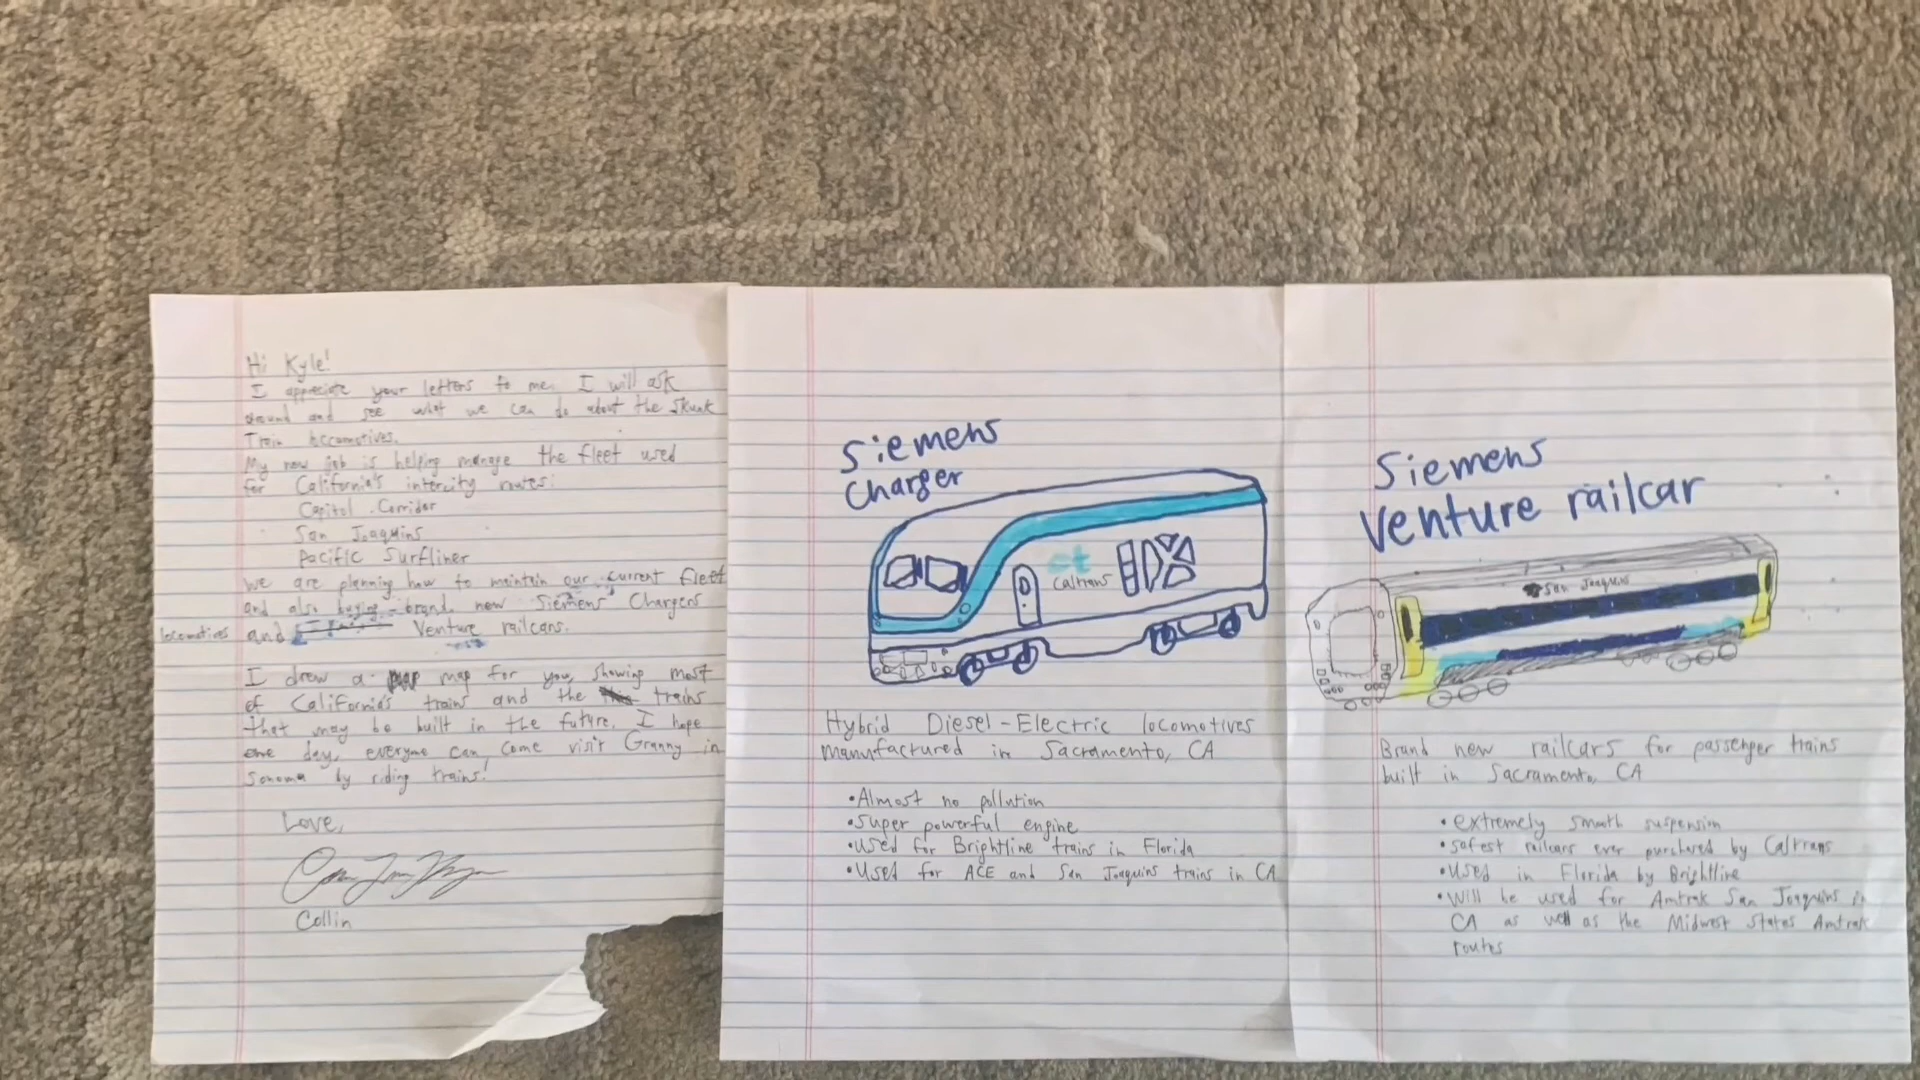 Hi Kyle!
I appreciate your letters to me. I will ask
around and see what we can do about the Skunk
Train locomotives.
My new job is helping manage the fleet used
for California's intercity routes:
Capitol Corridor
San Joaquins
Pacific Surfliner
We are planning how to maintain our current fleet
and also buying brand new Siemens Chargers
locomotives and Venture railcars.
I drew a map for you, showing most
of California's trains and the trains
that may be built in the future. I hope
one day, everyone can come visit Granny in
Sonoma by riding trains!
Love,
Collin
Siemens
Charger
ct
Caltrans
Hybrid Diesel-Electric locomotives
manufactured in Sacramento, CA
•Almost no pollution
•Super powerful engine
•Used for Brightline trains in Florida
•Used for ACE and San Joaquins trains in CA
Siemens
Venture railcar
San Joaquins
Brand new railcars for passenger trains
built in Sacramento, CA
•extremely smooth suspension
•safest railcars ever purchased by Caltrans
•Used in Florida by Brightline
•Will be used for Amtrak San Joaquins in
CA as well as the Midwest States Amtrak
routes